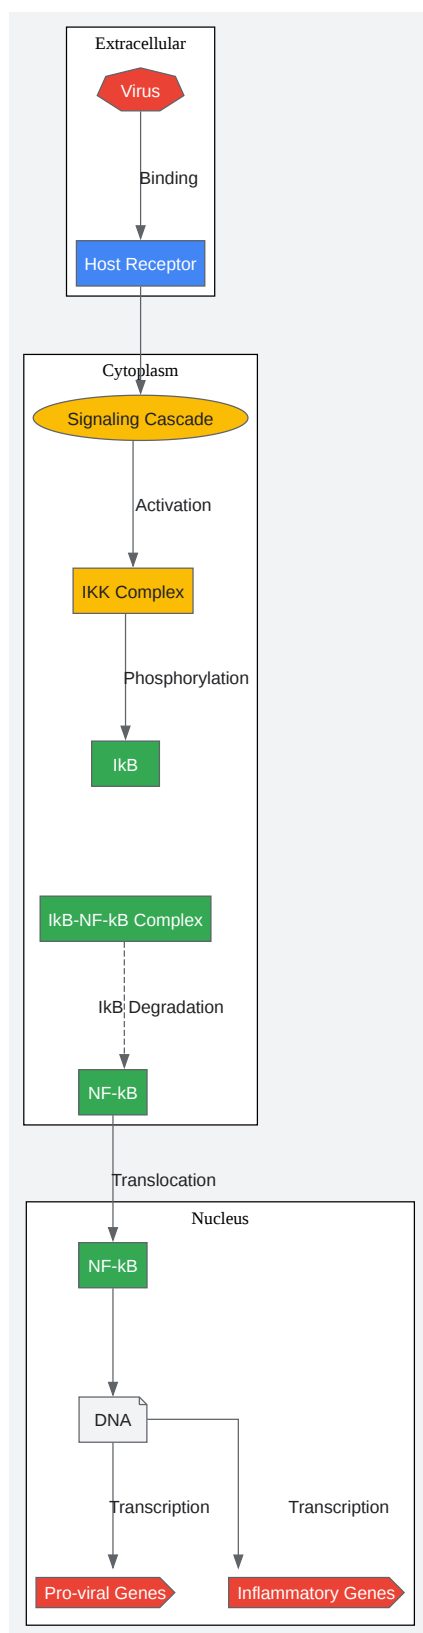 Extracellular
Virus
Binding
Host Receptor
Cytoplasm
Signaling Cascade
Activation
IKK Complex
Phosphorylation
IkB
IkB-NF-kB Complex
IkB Degradation
NF-kB
Translocation
Nucleus
NF-kB
DNA
Transcription
Transcription
Pro-viral Genes
Inflammatory Genes